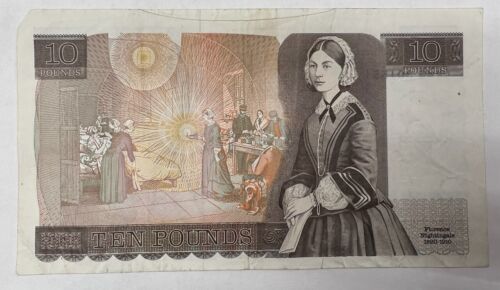 10
POUNDS
10
POUNDS
TEN POUNDS
Florence
Nightingale
1820-1910